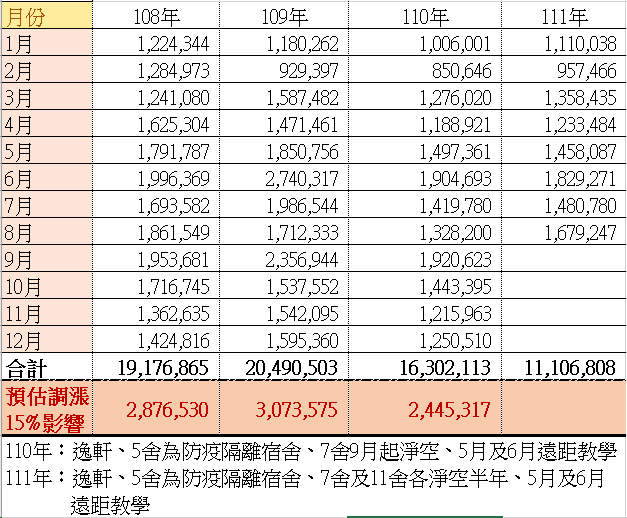 月份 108年 109年 110年 111年
1月 1,224,344 1,180,262 1,006,001 1,110,038
2月 1,284,973 929,397 850,646 957,466
3月 1,241,080 1,587,482 1,276,020 1,358,435
4月 1,625,304 1,471,461 1,188,921 1,233,484
5月 1,791,787 1,850,756 1,497,361 1,458,087
6月 1,996,369 2,740,317 1,904,693 1,829,271
7月 1,693,582 1,986,544 1,419,780 1,480,780
8月 1,861,549 1,712,333 1,328,200 1,679,247
9月 1,953,681 2,356,944 1,920,623
10月 1,716,745 1,537,552 1,443,395
11月 1,362,635 1,542,095 1,215,963
12月 1,424,816 1,595,360 1,250,510
合計 19,176,865 20,490,503 16,302,113 11,106,808
預估調漲
15%影響 2,876,530 3,073,575 2,445,317
110年：逸軒、5舍為防疫隔離宿舍、7舍9月起淨空、5月及6月遠距教學
111年：逸軒、5舍為防疫隔離宿舍、7舍及11舍各淨空半年、5月及6月
遠距教學